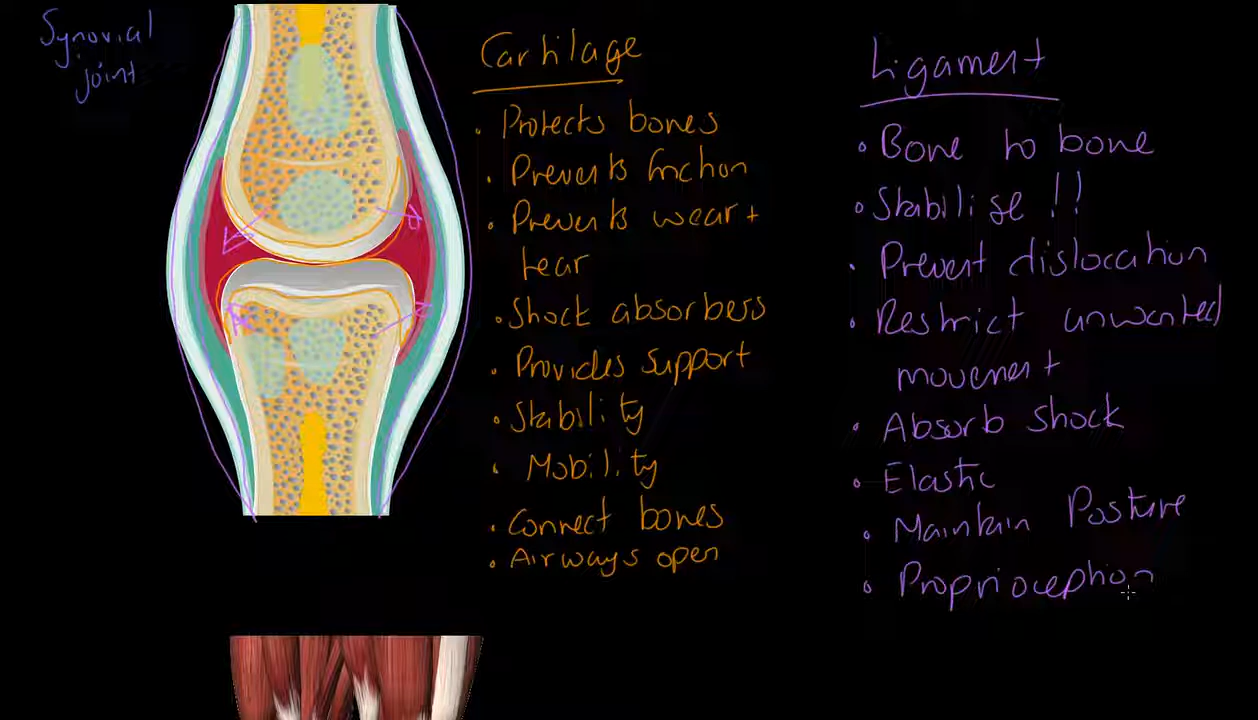 Synovial
joint
Cartilage
• Protects bones
• Prevents friction
• Prevents wear +
tear
• Shock absorbers
• Provides support
• Stability
• Mobility
• Connect bones
• Airways open
Ligament
• Bone to bone
• Stabilise !!
• Prevent dislocation
• Restrict unwanted
movement
• Absorb shock
• Elastic
• Maintain Posture
• Proprioception